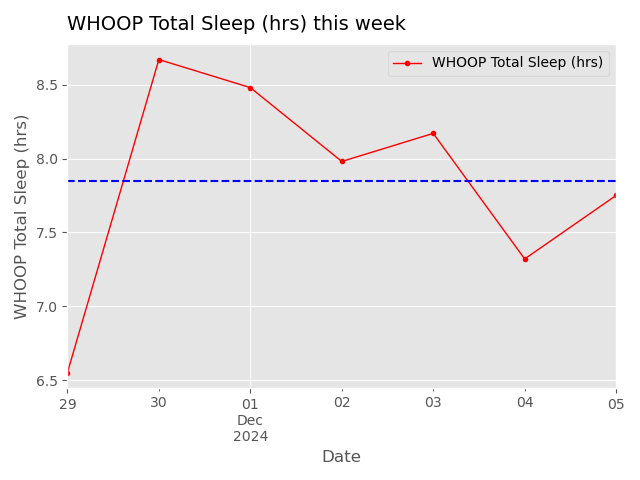 WHOOP Total Sleep (hrs) this week
WHOOP Total Sleep (hrs)
WHOOP Total Sleep (hrs)
8.5
8.0
7.5
7.0
6.5
29 30 01 02 03 04 05
Dec
2024
Date